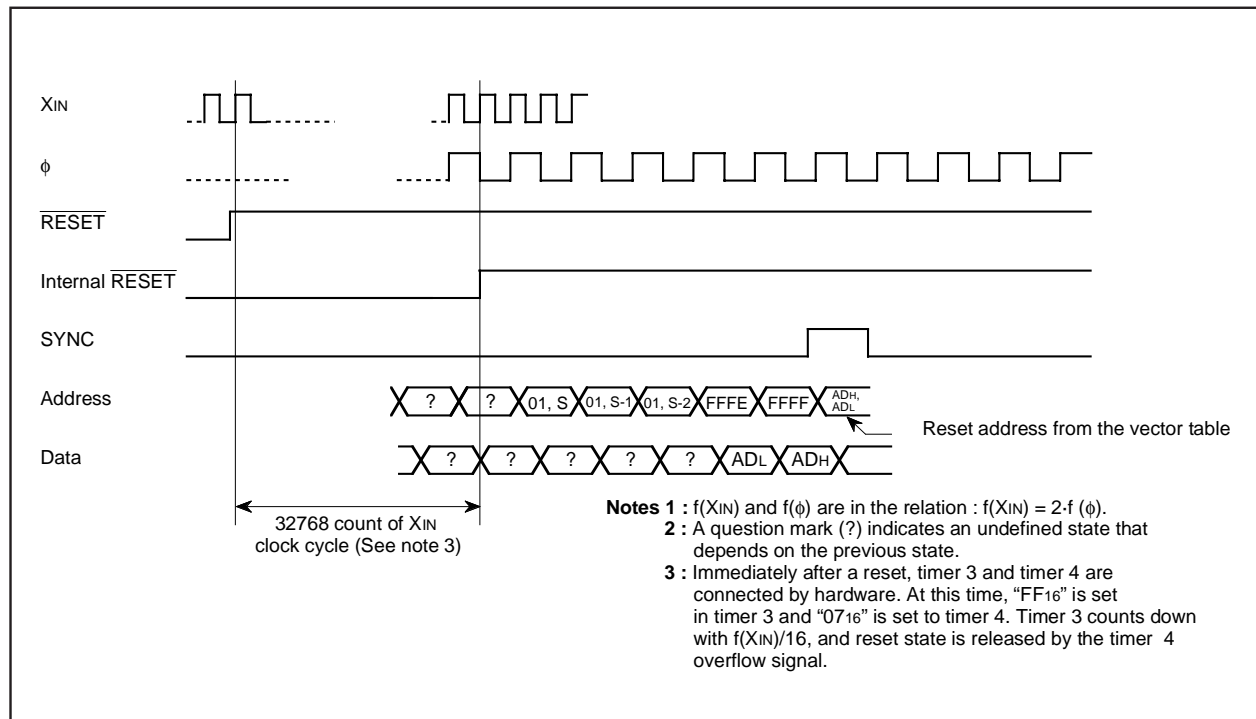 XIN
ϕ
RESET
Internal RESET
SYNC
Address
? ? 01, S 01, S-1 01, S-2 FFFE FFFF ADH,
ADL
Reset address from the vector table
Data
? ? ? ? ? ADL ADH
32768 count of XIN
clock cycle (See note 3)
Notes 1 : f(XIN) and f(ϕ) are in the relation : f(XIN) = 2·f (ϕ).
2 : A question mark (?) indicates an undefined state that
depends on the previous state.
3 : Immediately after a reset, timer 3 and timer 4 are
connected by hardware. At this time, “FF16” is set
in timer 3 and “0716” is set to timer 4. Timer 3 counts down
with f(XIN)/16, and reset state is released by the timer 4
overflow signal.